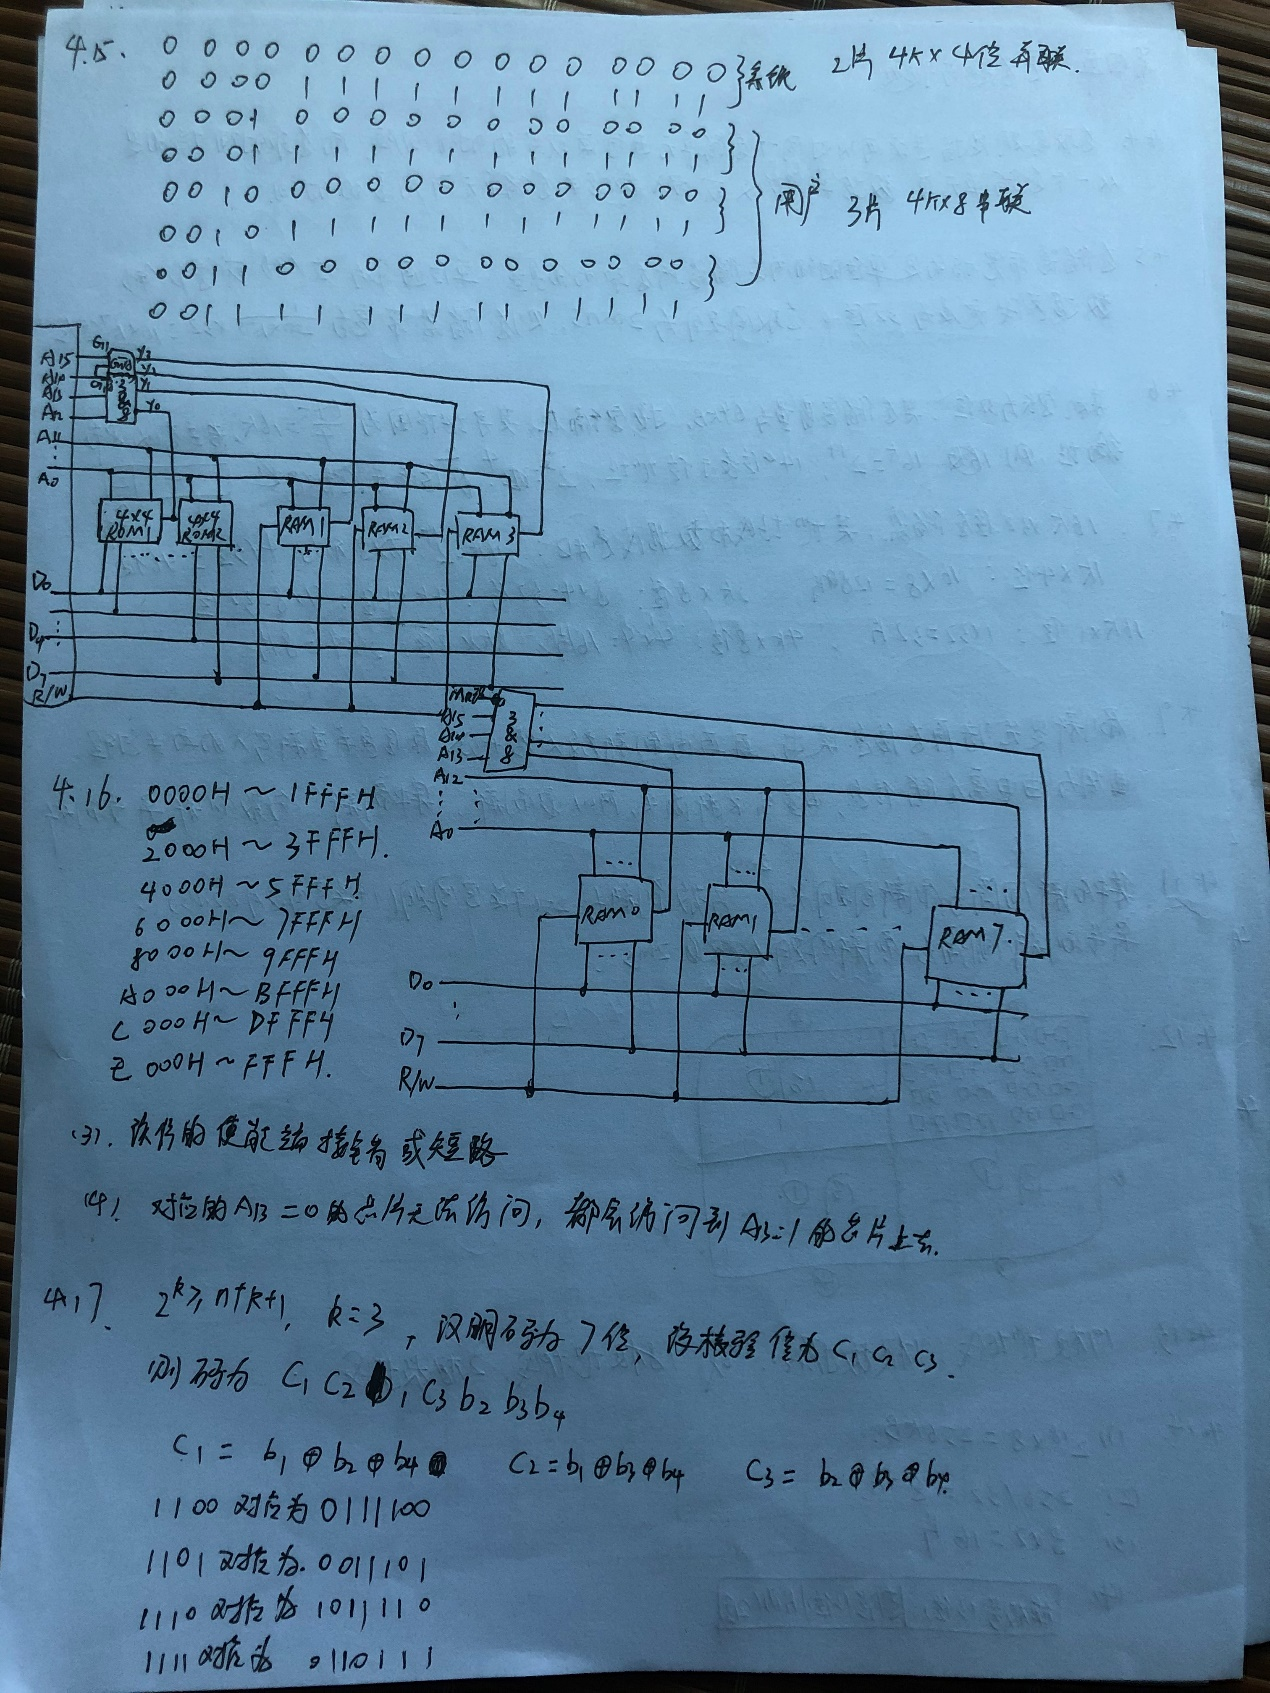 4.15. 0 0 0 0 0 0 0 0 0 0 0 0 0 0 0 0 }系统 2片 4K×4位并联.
0 0 0 0 1 1 1 1 1 1 1 1 1 1 1 1
0 0 0 1 0 0 0 0 0 0 0 0 0 0 0 0
0 0 0 1 1 1 1 1 1 1 1 1 1 1 1 1
0 0 1 0 0 0 0 0 0 0 0 0 0 0 0 0 用户 3片 4K×8串联
0 0 1 0 1 1 1 1 1 1 1 1 1 1 1 1
0 0 1 1 0 0 0 0 0 0 0 0 0 0 0 0
0 0 1 1 1 1 1 1 1 1 1 1 1 1 1 1
G1
A15 Y3
A14 Y2
A13 3 Y1
A12 & 8 Y0
A11
A0
4×4 ROM1 4×4 ROM2 RAM1 RAM2 RAM3
D0
D4
D7
R/W
A15 3
A14 &
A13 8
A12
A0
4.16. 0000H ~ 1FFFH
2000H ~ 3FFFH.
4000H ~ 5FFFH
6000H ~ 7FFFH
8000H ~ 9FFFH
A000H ~ BFFFH
C000H ~ DFFFH
E000H ~ FFFH.
RAM0 RAM1 RAM7.
D0
D7
R/W
(3). 该片的使能端接 或短路
(4) 对应的A13=0的芯片无法访问, 都会访问到A13=1的芯片上去.
4.17. 2^k≥n+k+1, k=3, 汉明码为7位, 设校验位为 C1 C2 C3.
则码为 C1 C2 b1 C3 b2 b3 b4
C1 = b1⊕b2⊕b4 C2=b1⊕b3⊕b4 C3= b2⊕b3⊕b4.
1100 对应为 0111100
1101 对应为. 0011101
1110 对应为 1011110
1111 对应为 0110111